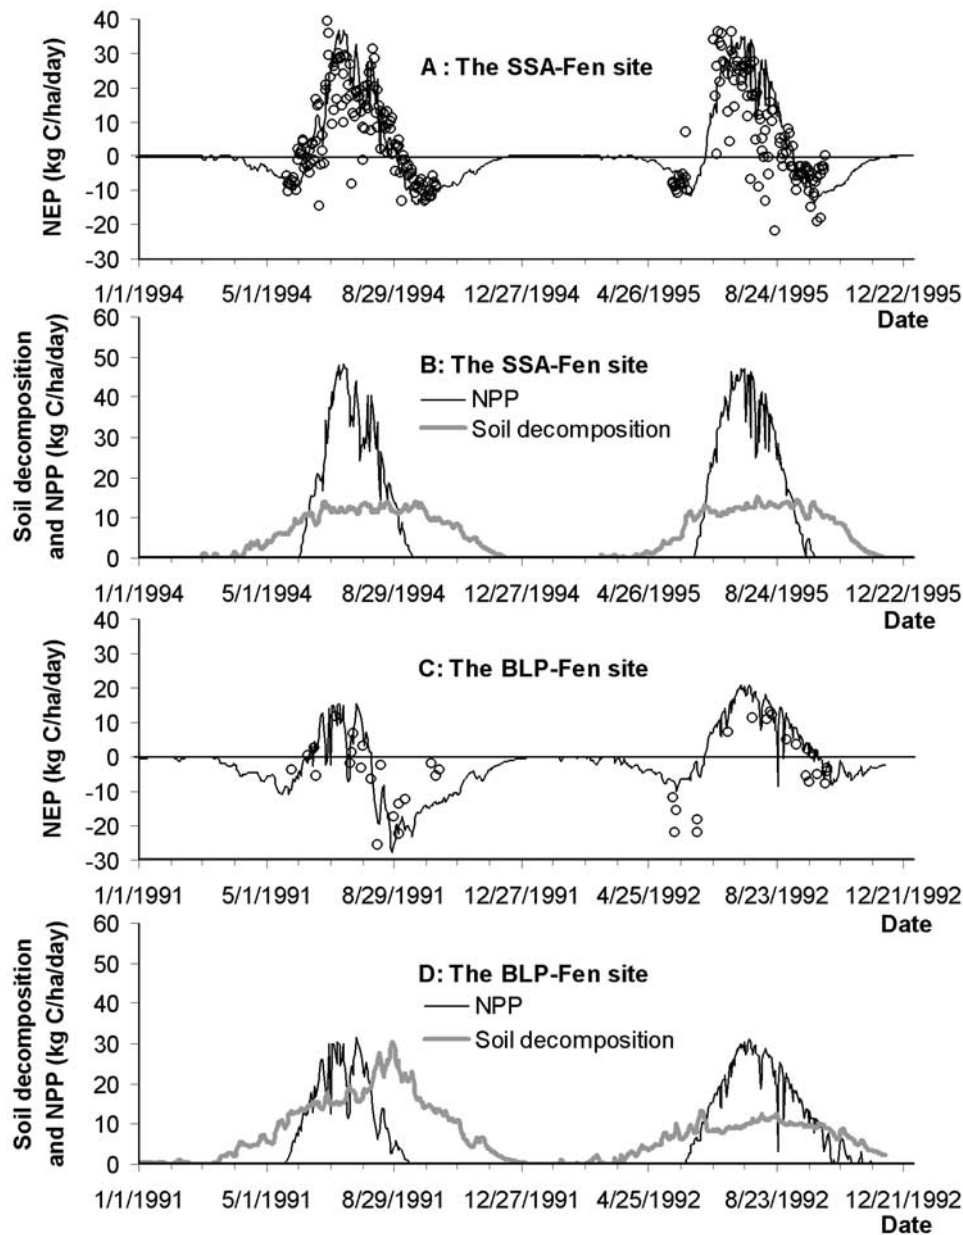 40
30
20
10
0
-10
-20
-30
NEP (kg C/ha/day)
A : The SSA-Fen site
1/1/1994 5/1/1994 8/29/1994 12/27/1994 4/26/1995 8/24/1995 12/22/1995
Date
60
50
40
30
20
10
0
Soil decomposition
and NPP (kg C/ha/day)
B: The SSA-Fen site
NPP
Soil decomposition
1/1/1994 5/1/1994 8/29/1994 12/27/1994 4/26/1995 8/24/1995 12/22/1995
Date
40
30
20
10
0
-10
-20
-30
NEP (kg C/ha/day)
C: The BLP-Fen site
1/1/1991 5/1/1991 8/29/1991 12/27/1991 4/25/1992 8/23/1992 12/21/1992
Date
60
50
40
30
20
10
0
Soil decomposition
and NPP (kg C/ha/day)
D: The BLP-Fen site
NPP
Soil decomposition
1/1/1991 5/1/1991 8/29/1991 12/27/1991 4/25/1992 8/23/1992 12/21/1992
Date